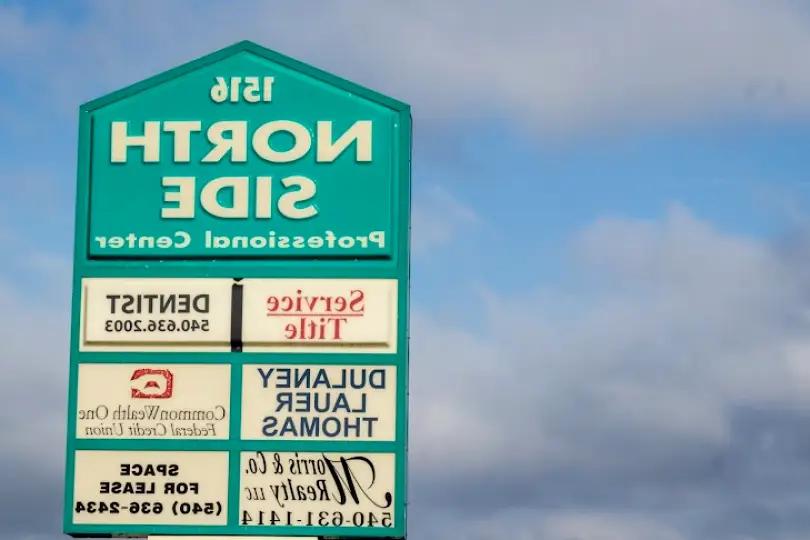 1516
NORTH
SIDE
Professional Center
Service
Title
DENTIST
540.636.2003
DULANEY
LAUER
THOMAS
CommonWealth One
Federal Credit Union
Morris & Co.
Realty LLC
540-631-1414
SPACE
FOR LEASE
(540) 636-2434